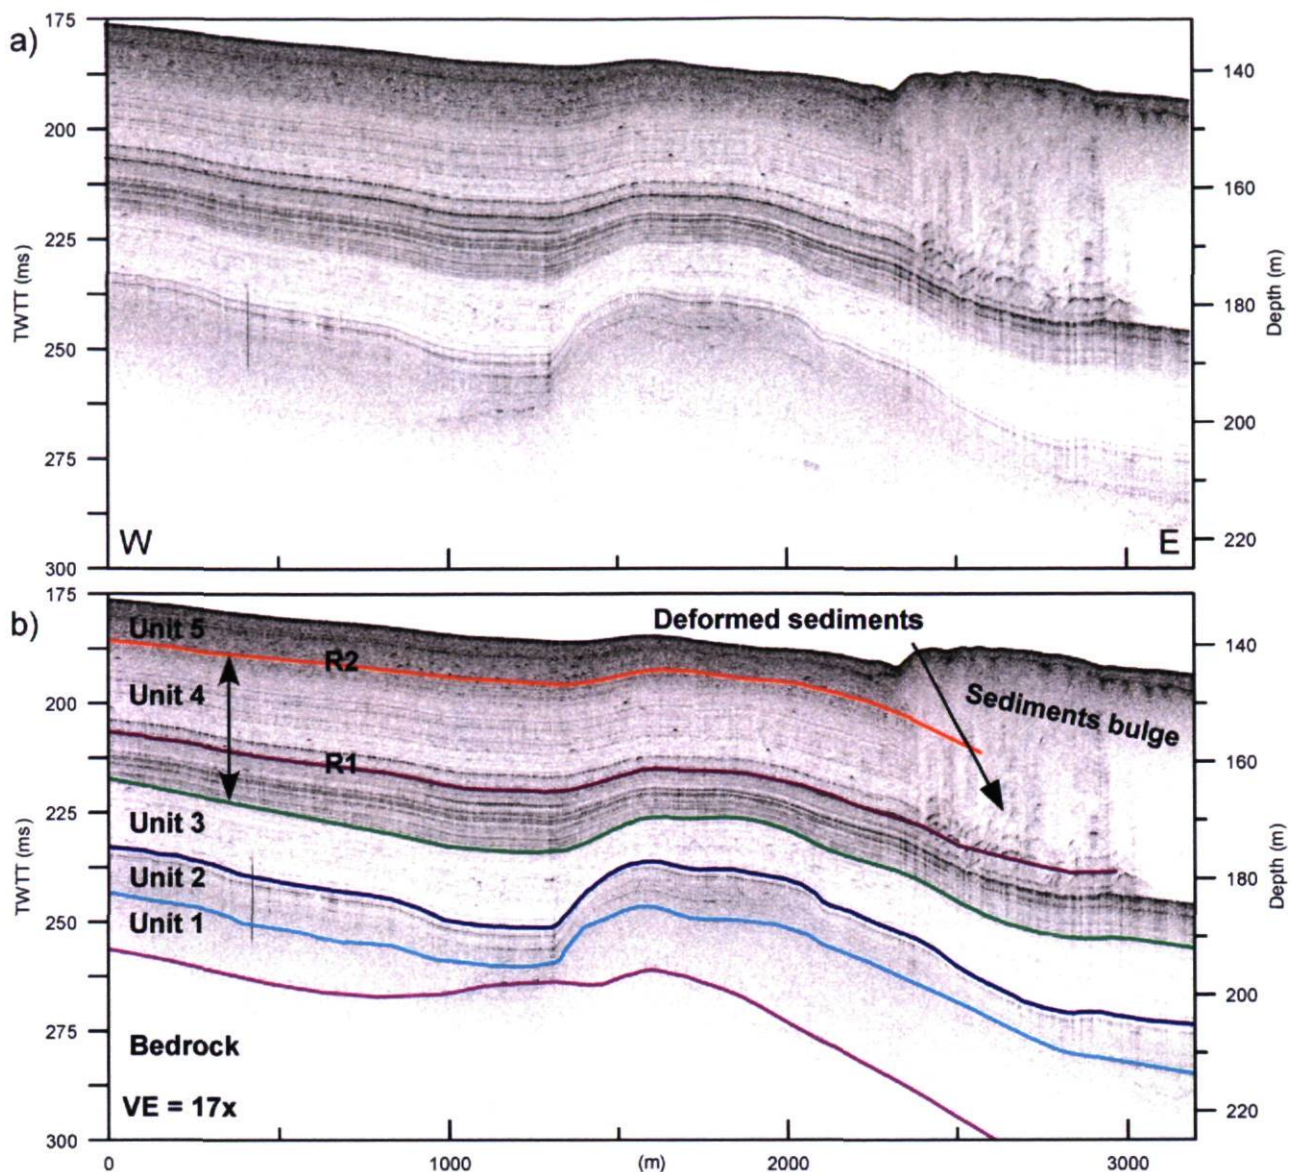 a)
175
200
225
250
275
300
TWTT (ms)
140
160
180
200
220
Depth (m)
W
E
b)
175
200
225
250
275
300
TWTT (ms)
140
160
180
200
220
Depth (m)
Deformed sediments
Sediments bulge
Unit 5
R2
Unit 4
R1
Unit 3
Unit 2
Unit 1
Bedrock
VE = 17x
0
1000
(m)
2000
3000